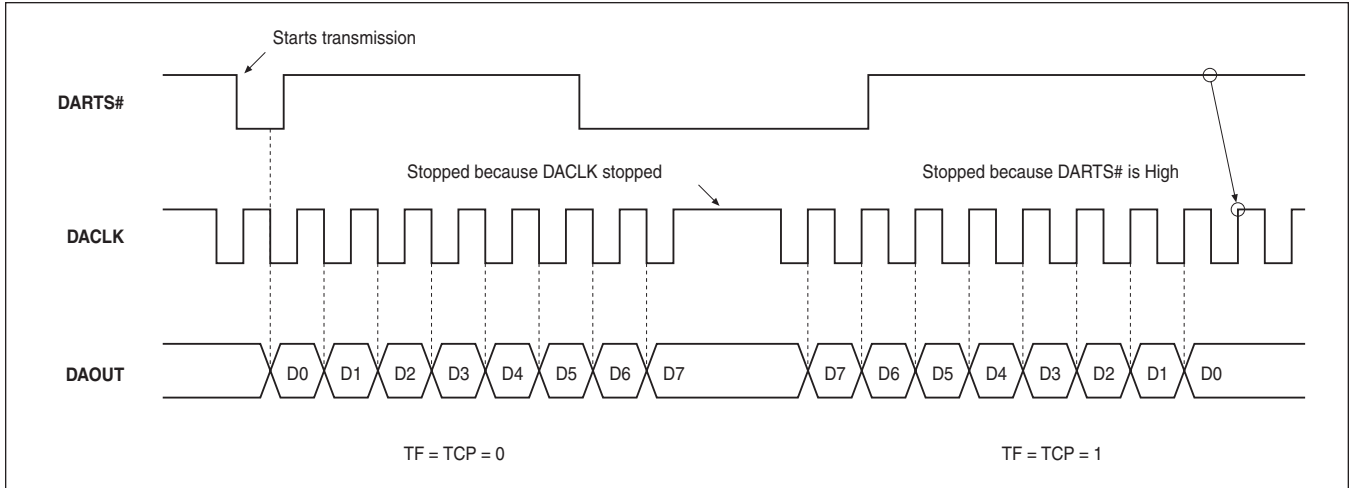 Starts transmission
DARTS#
Stopped because DACLK stopped
Stopped because DARTS# is High
DACLK
DAOUT
D0 D1 D2 D3 D4 D5 D6 D7 D7 D6 D5 D4 D3 D2 D1 D0
TF = TCP = 0
TF = TCP = 1